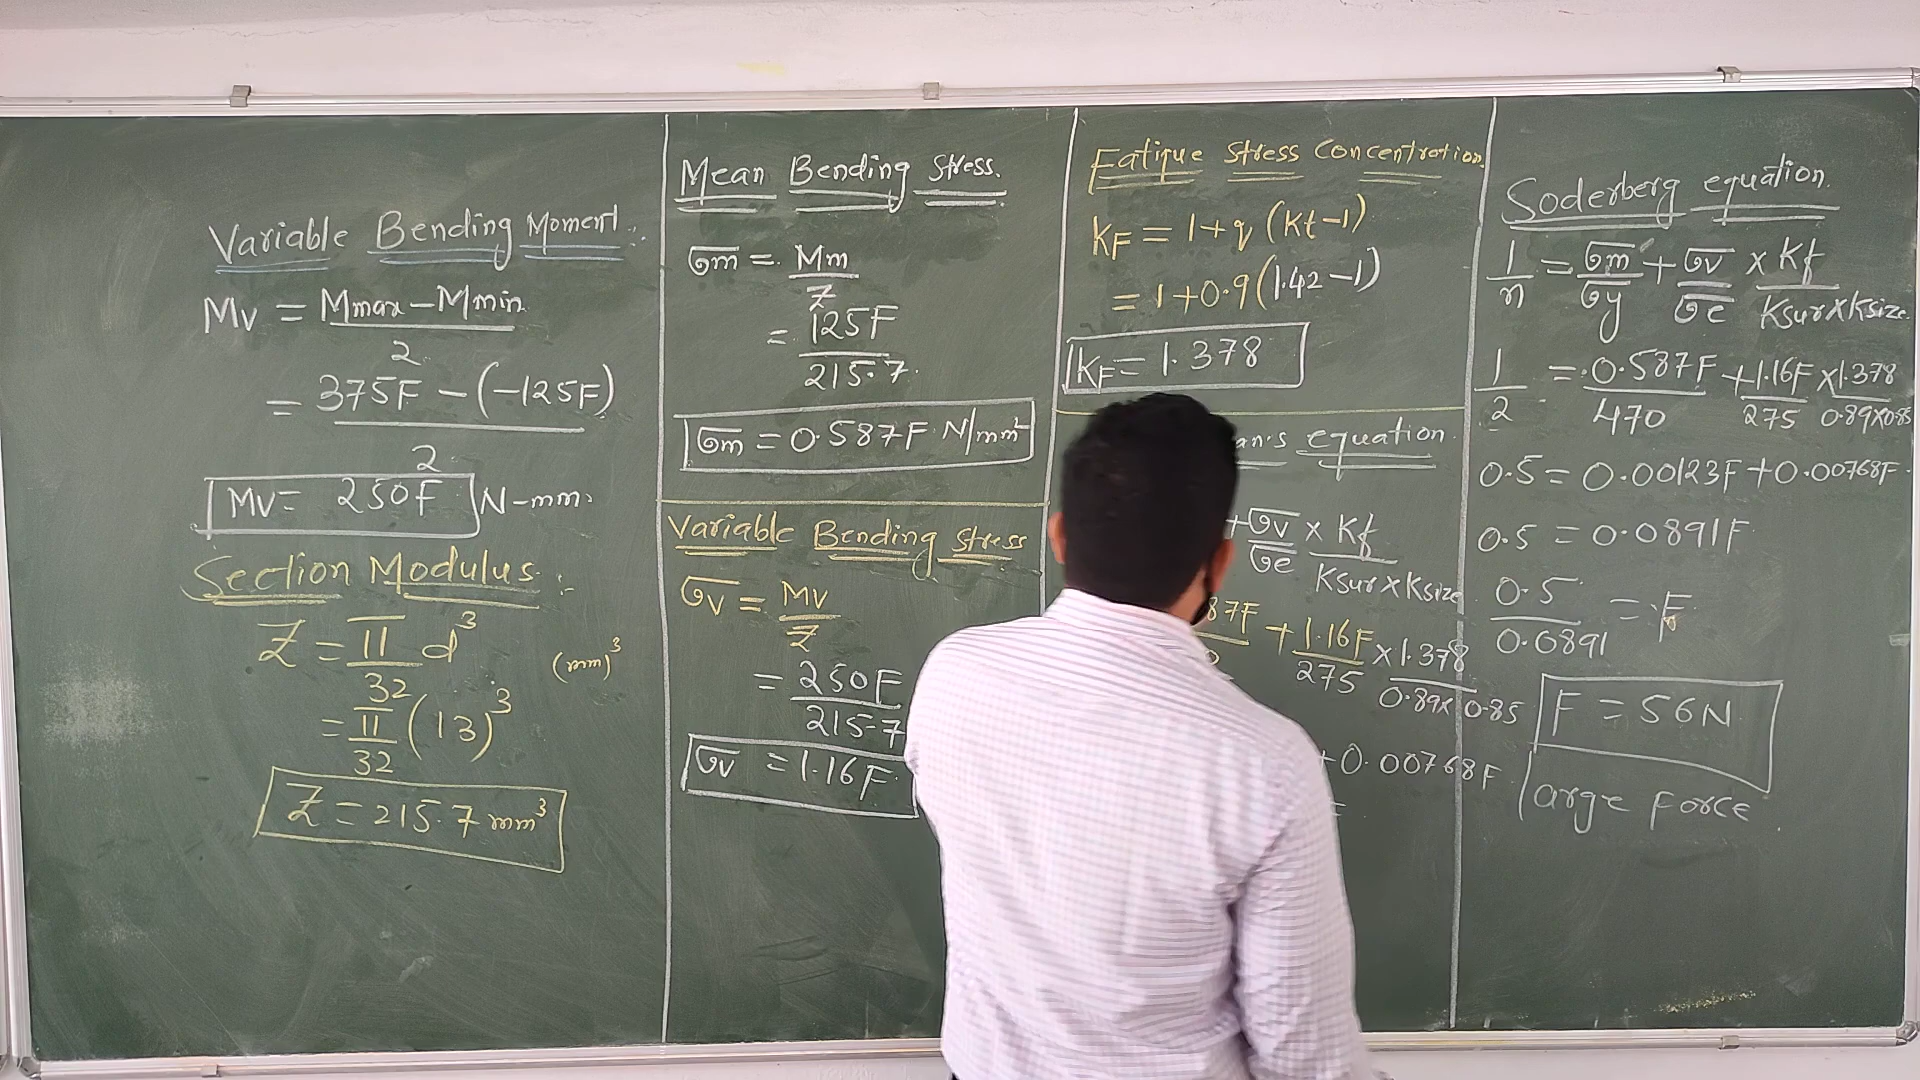 Variable Bending Moment:.
Mv = Mmax - Mmin
2
= 375F - (-125F)
2
Mv = 250F N-mm.
Section Modulus:
Z = π d³ (mm)³
32
= π (13)³
32
Z = 215.7 mm³
Mean Bending Stress.
σm = Mm
Z
= 125F
215.7
σm = 0.587F N/mm²
Variable Bending Stress
σv = Mv
Z
= 250F
215.7
σv = 1.16F
Fatigue Stress Concentration
KF = 1+q (Kt-1)
= 1+0.9(1.42-1)
KF = 1.378
equation.
+ σv × Kf
σe Ksur×Ksize
87F + 1.16F × 1.378
275 0.89×0.85
+0.00768F
Soderberg equation.
1 = σm + σv × Kf
n σy σe Ksur×Ksize.
1 = 0.587F + 1.16F × 1.378
2 470 275 0.89×0.85
0.5 = 0.00123F + 0.00768F
0.5 = 0.0891F
0.5 = F
0.0891
F = 56N
large force